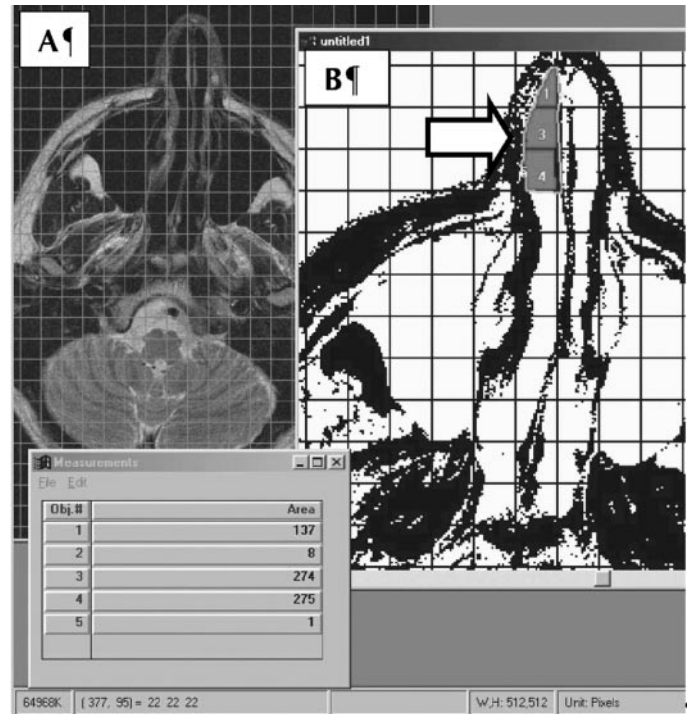 A¶
untitled1
B¶
1
3
4
Measurements
File Edit
Obj.# Area
1 137
2 8
3 274
4 275
5 1
64968K (377, 95)= 22 22 22 W,H: 512,512 Unit: Pixels